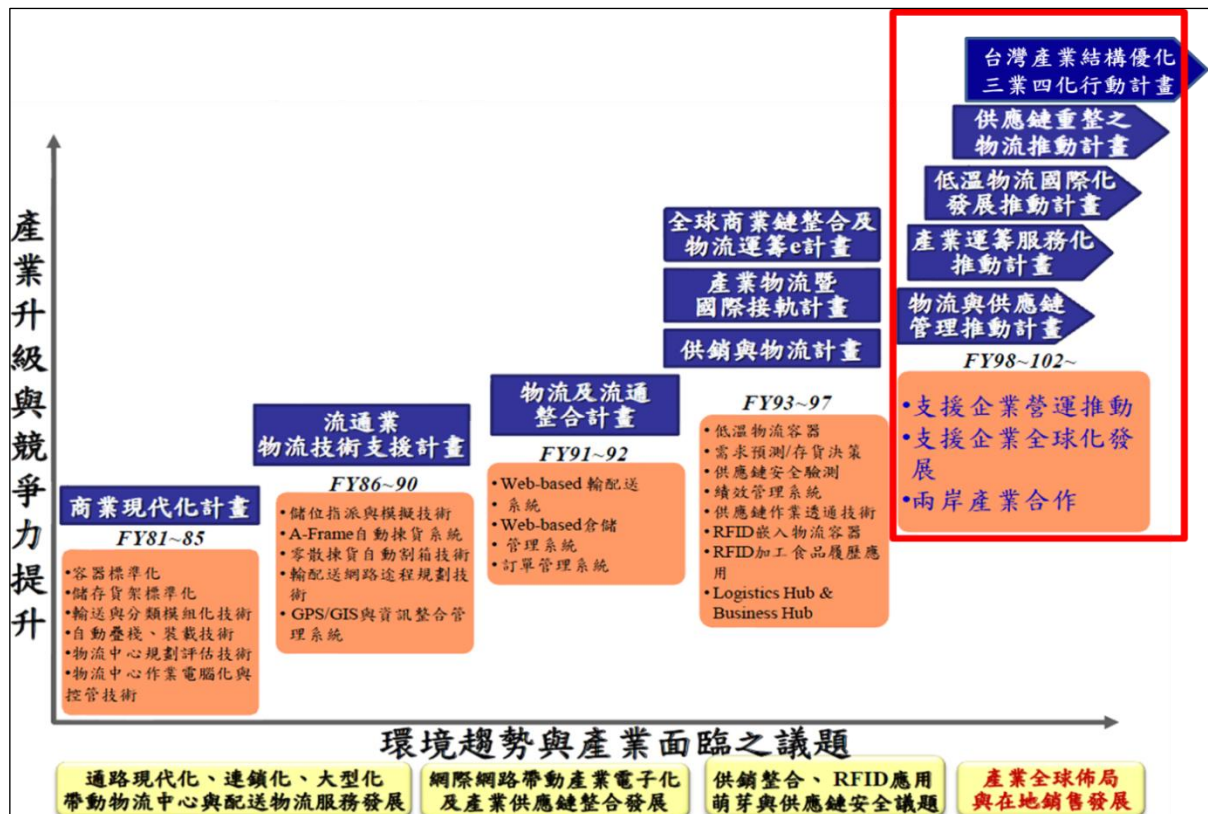 台灣產業結構優化
三業四化行動計畫
供應鏈重整之
物流推動計畫
低溫物流國際化
發展推動計畫
產業運籌服務化
推動計畫
物流與供應鏈
管理推動計畫
FY98~102~
•支援企業營運推動
•支援企業全球化發
展
•兩岸產業合作
全球商業鏈整合及
物流運籌e計畫
產業物流暨
國際接軌計畫
供銷與物流計畫
FY93~97
•低溫物流容器
•需求預測/存貨決策
•供應鏈安全驗測
•績效管理系統
•供應鏈作業透通技術
•RFID嵌入物流容器
•RFID加工食品履歷應
用
•Logistics Hub &
Business Hub
物流及流通
整合計畫
FY91~92
•Web-based 輸配送
•系統
•Web-based倉儲
•管理系統
•訂單管理系統
流通業
物流技術支援計畫
FY86~90
•儲位指派與模擬技術
•A-Frame自動揀貨系統
•零散揀貨自動割箱技術
•輸配送網路途程規劃技
術
•GPS/GIS與資訊整合管
理系統
商業現代化計畫
FY81~85
•容器標準化
•儲存貨架標準化
•輸送與分類模組化技術
•自動疊棧、裝載技術
•物流中心規劃評估技術
•物流中心作業電腦化與
控管技術
產業升級與競爭力提升
環境趨勢與產業面臨之議題
通路現代化、連鎖化、大型化
帶動物流中心與配送物流服務發展
網際網路帶動產業電子化
及產業供應鏈整合發展
供銷整合、RFID應用
萌芽與供應鏈安全議題
產業全球佈局
與在地銷售發展